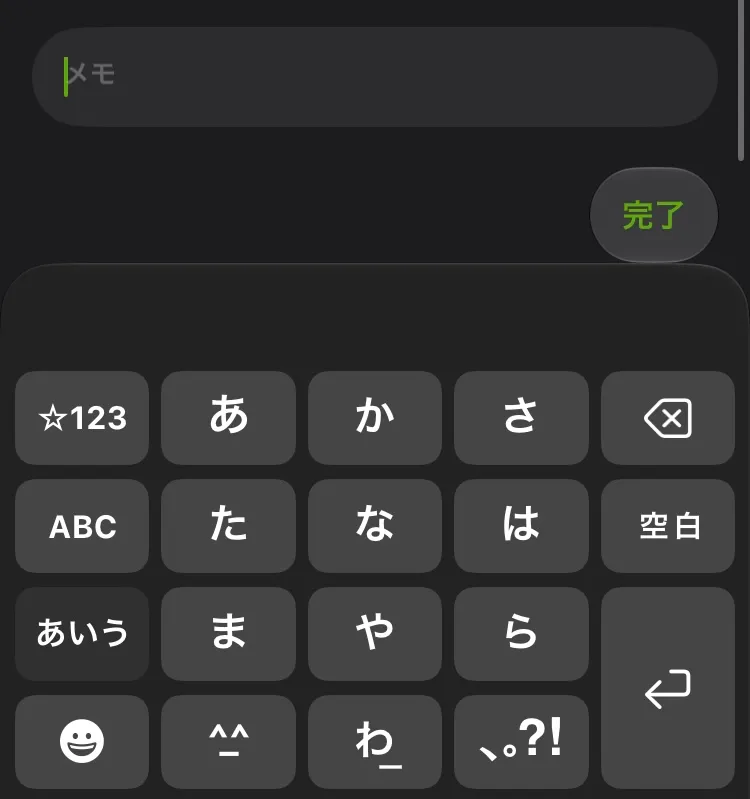 メモ
完了
☆123 あ か さ
ABC た な は 空白
あいう ま や ら
^^ わ 、。?!